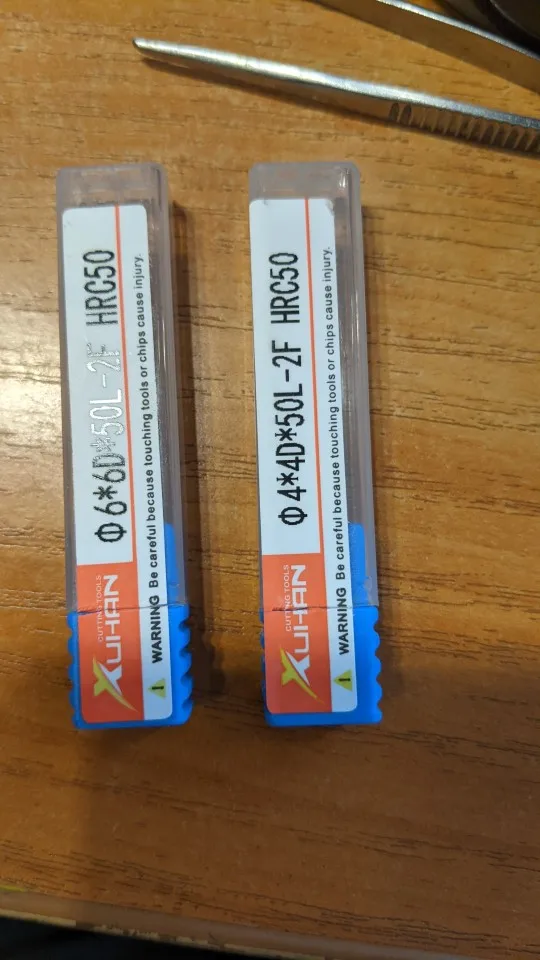 Φ6*6D*50L-2F HRC50
XUHAN
CUTTING TOOLS
WARNING Be careful because touching tools or chips cause injury.
Φ4*4D*50L-2F HRC50
XUHAN
CUTTING TOOLS
WARNING Be careful because touching tools or chips cause injury.